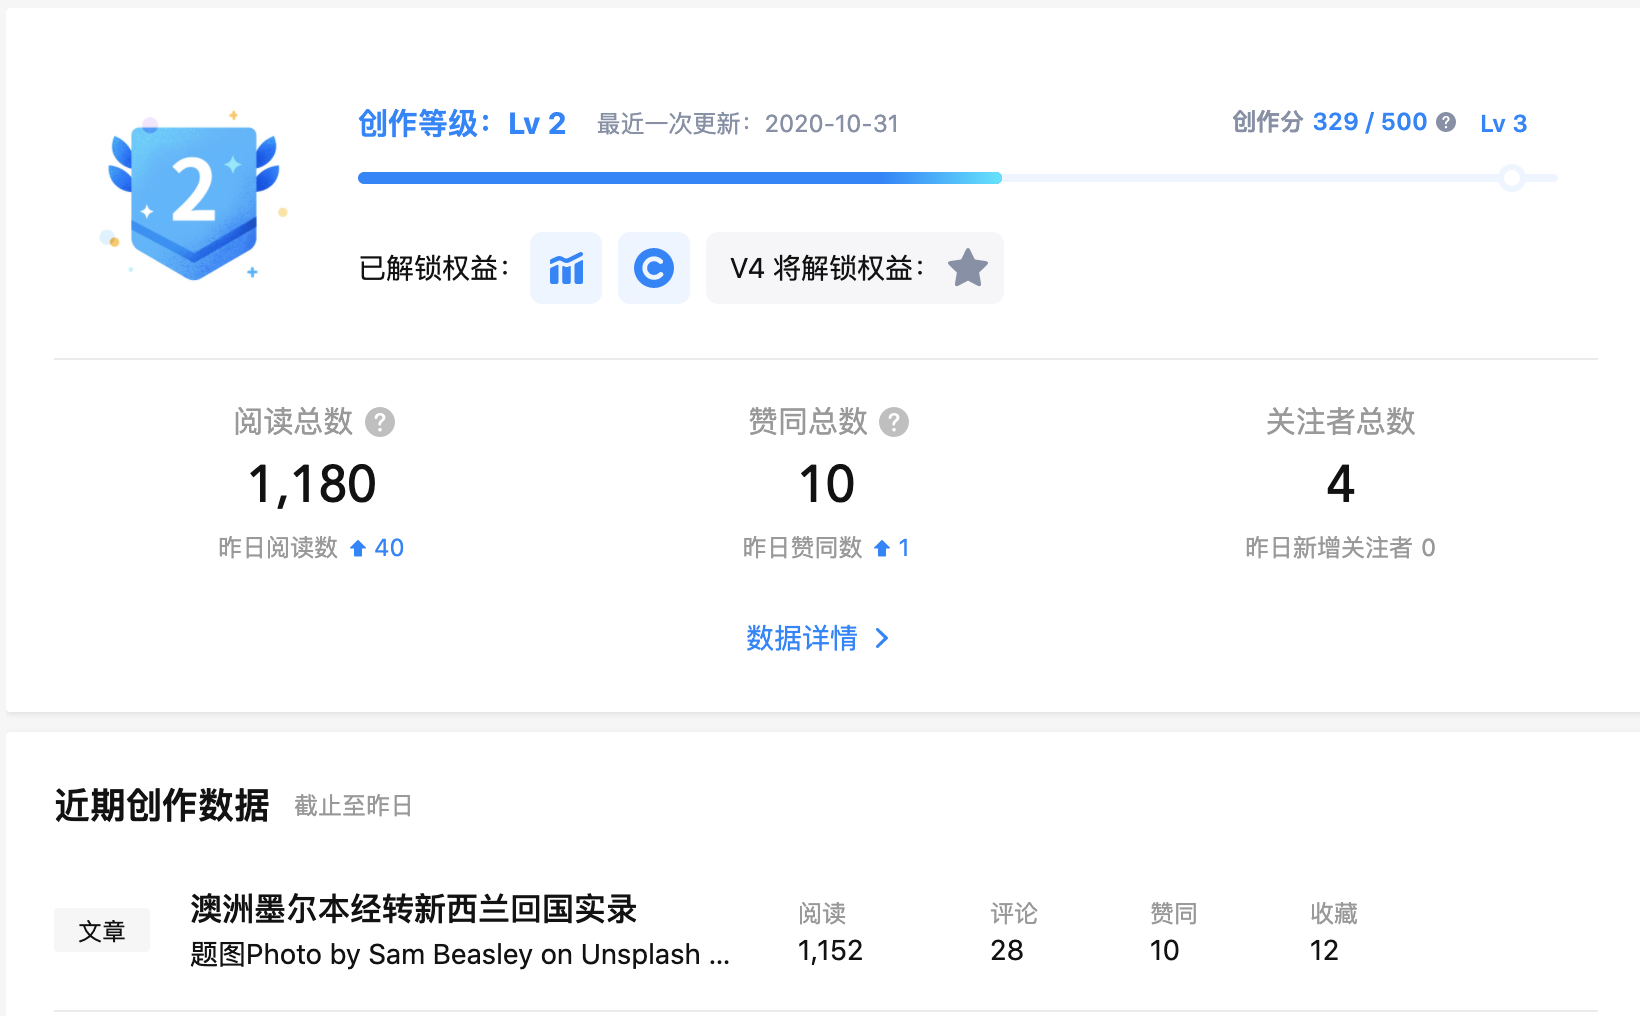 2
创作等级：Lv 2 最近一次更新：2020-10-31 创作分 329 / 500 ? Lv 3
已解锁权益： C V4 将解锁权益：
阅读总数 ? 赞同总数 ? 关注者总数
1,180 10 4
昨日阅读数 40 昨日赞同数 1 昨日新增关注者 0
数据详情
近期创作数据 截止至昨日
文章
澳洲墨尔本经转新西兰回国实录 阅读 评论 赞同 收藏
题图Photo by Sam Beasley on Unsplash ... 1,152 28 10 12